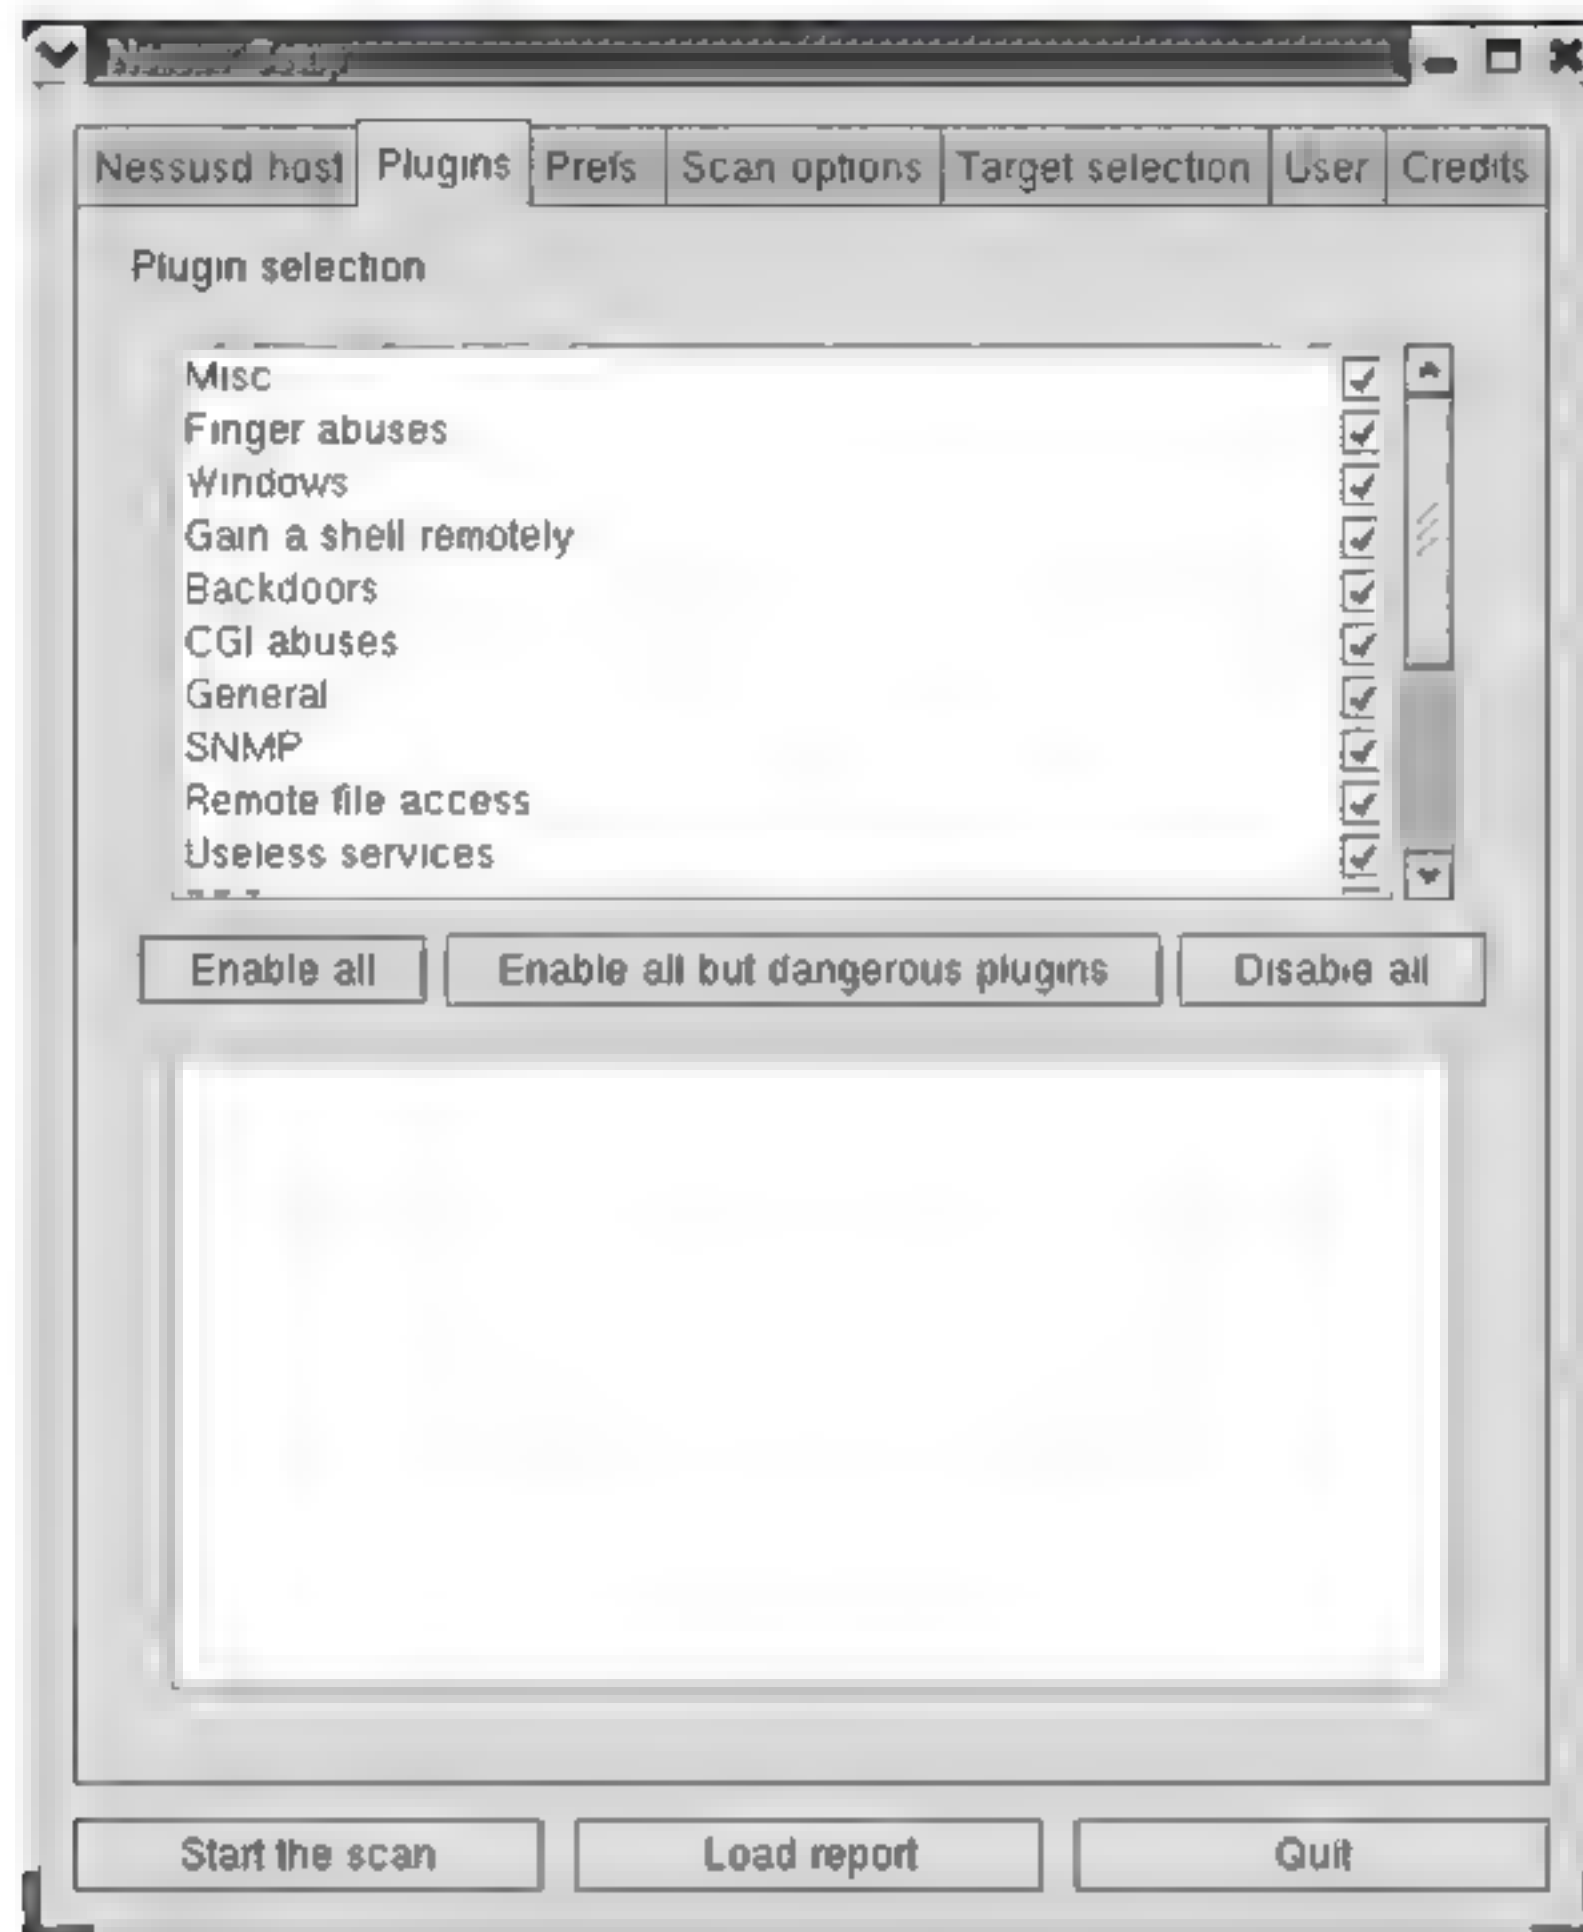 Nessus Setup
Nessusd host Plugins Prefs Scan options Target selection User Credits
Plugin selection
Misc
Finger abuses
Windows
Gain a shell remotely
Backdoors
CGI abuses
General
SNMP
Remote file access
Useless services
Enable all Enable all but dangerous plugins Disable all
Start the scan Load report Quit